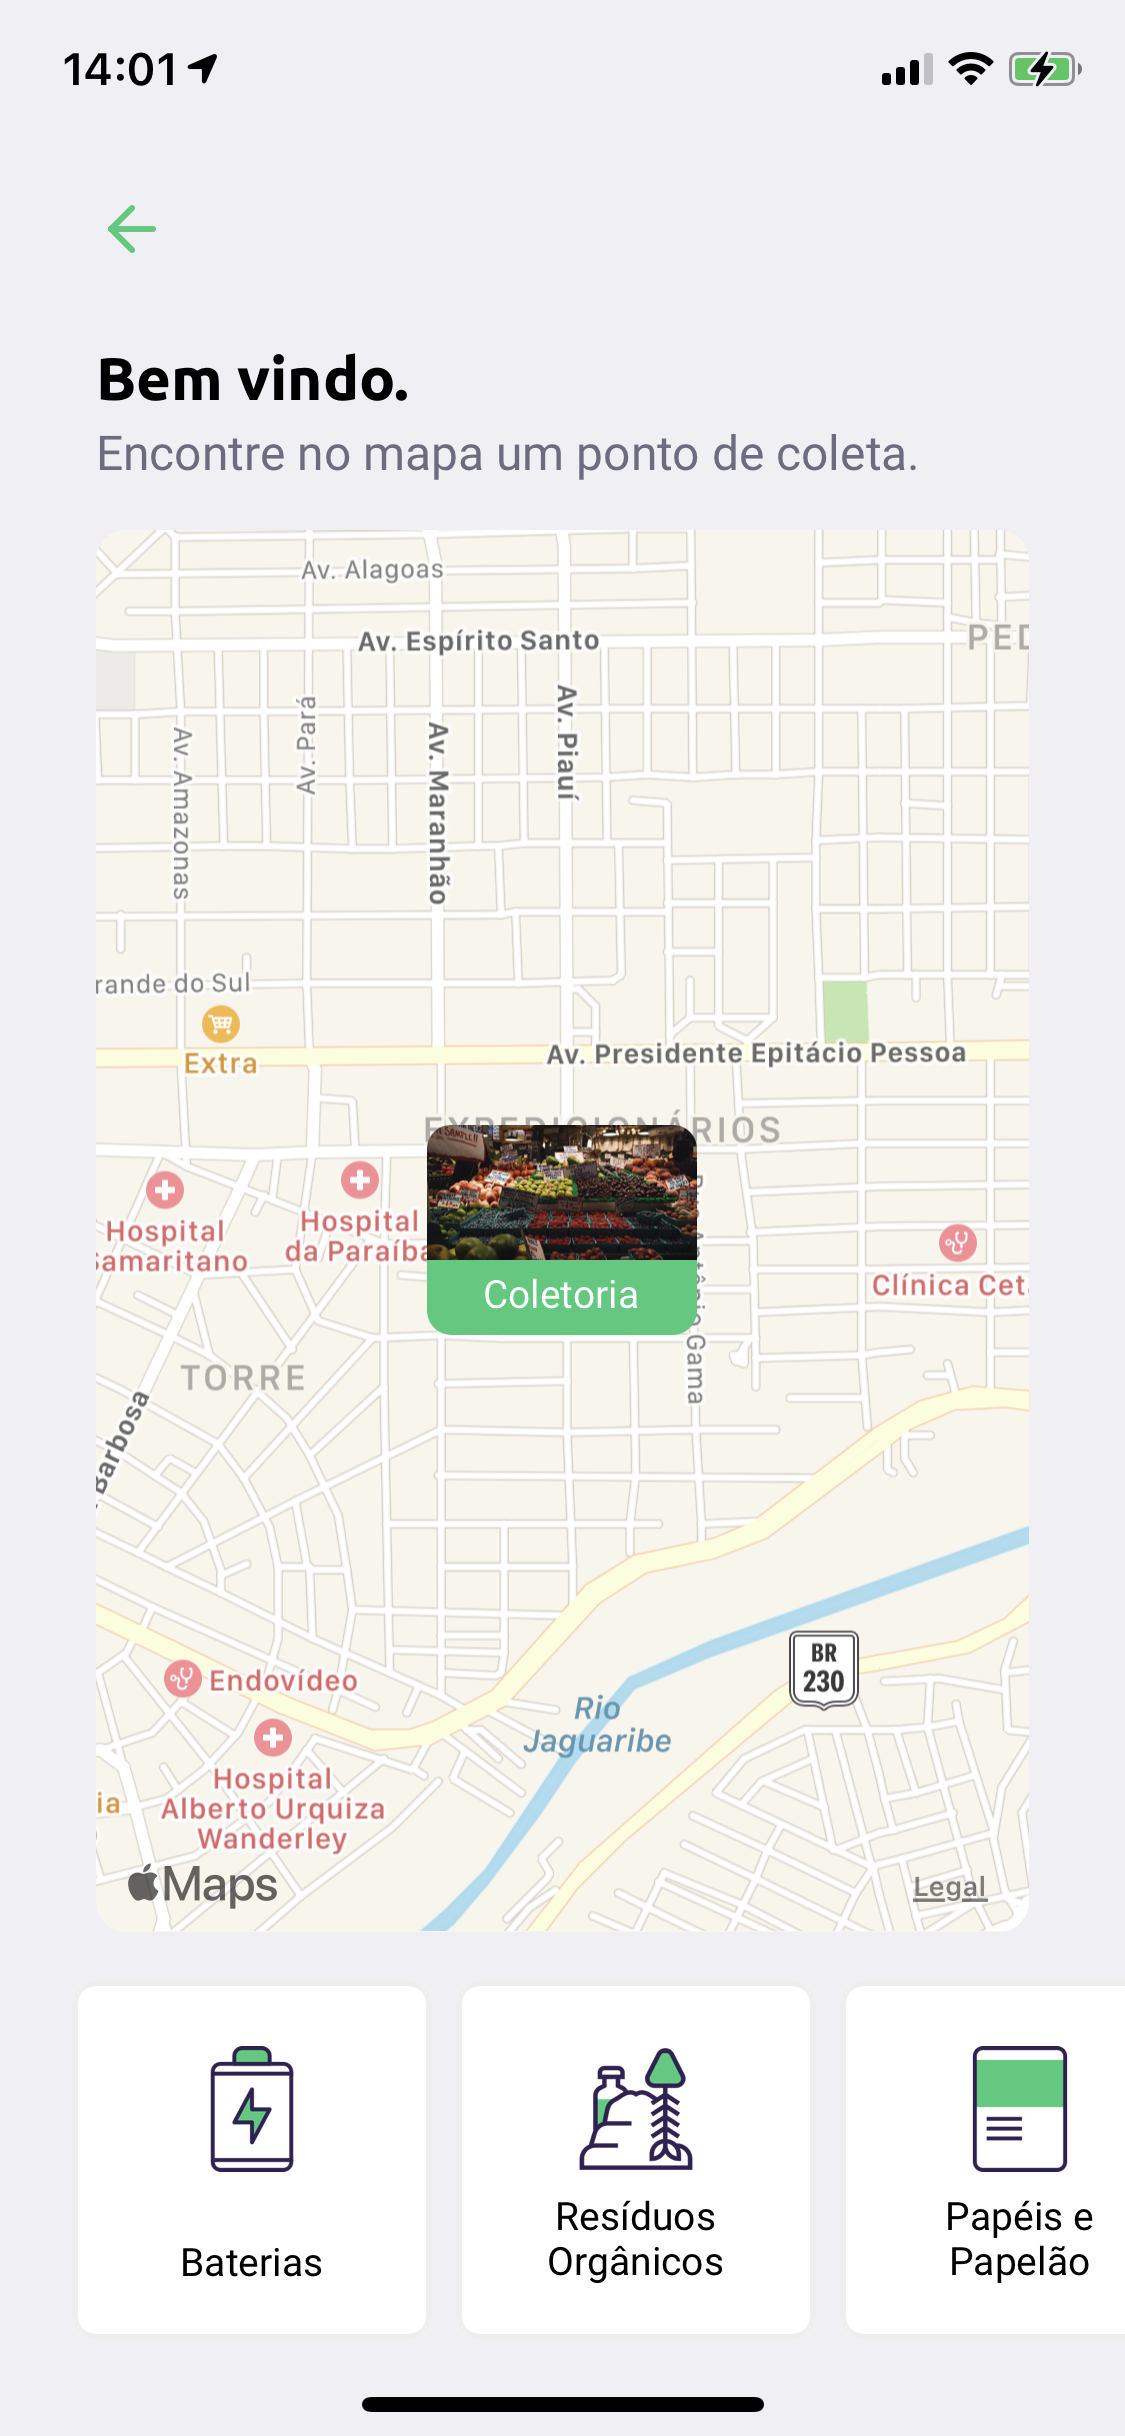 14:01
Bem vindo.
Encontre no mapa um ponto de coleta.
Av. Alagoas
Av. Espírito Santo
PED
Av. Amazonas
Av. Pará
Av. Maranhão
Av. Piauí
rande do Sul
Extra
Av. Presidente Epitácio Pessoa
EXPEDICIONÁRIOS
Hospital
Samaritano
Hospital
da Paraíba
Coletoria
Antônio Gama
Clínica Cet
TORRE
Barbosa
BR
230
Endovídeo
Rio
Jaguaribe
Hospital
Alberto Urquiza
Wanderley
ia
Maps
Legal
Baterias
Resíduos
Orgânicos
Papéis e
Papelão